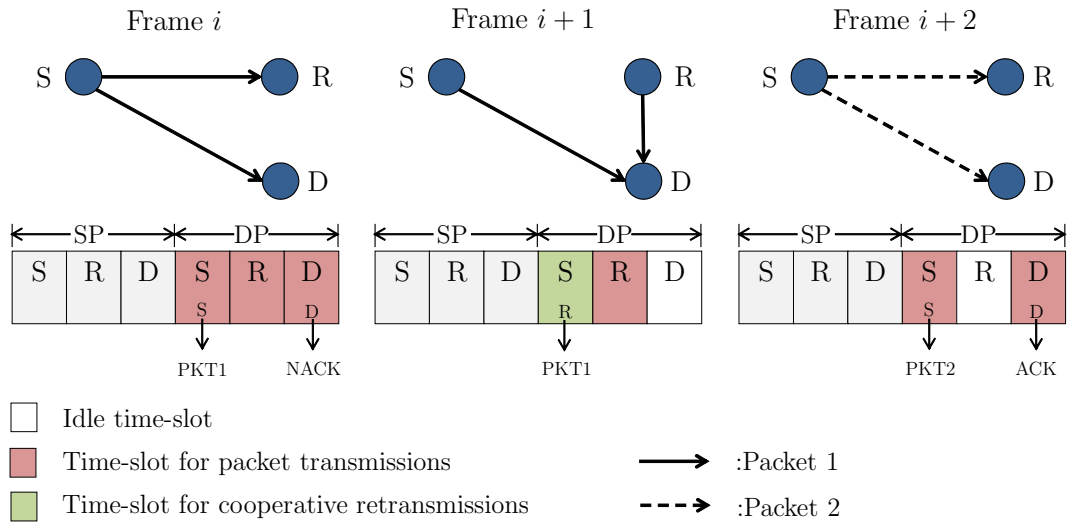 Frame i Frame i + 1 Frame i + 2
S R S R S R
D D D
SP DP SP DP SP DP
S R D S R D S R D S R D S R D S R D
S D R S D
PKT1 NACK PKT1 PKT2 ACK
Idle time-slot
Time-slot for packet transmissions :Packet 1
Time-slot for cooperative retransmissions :Packet 2